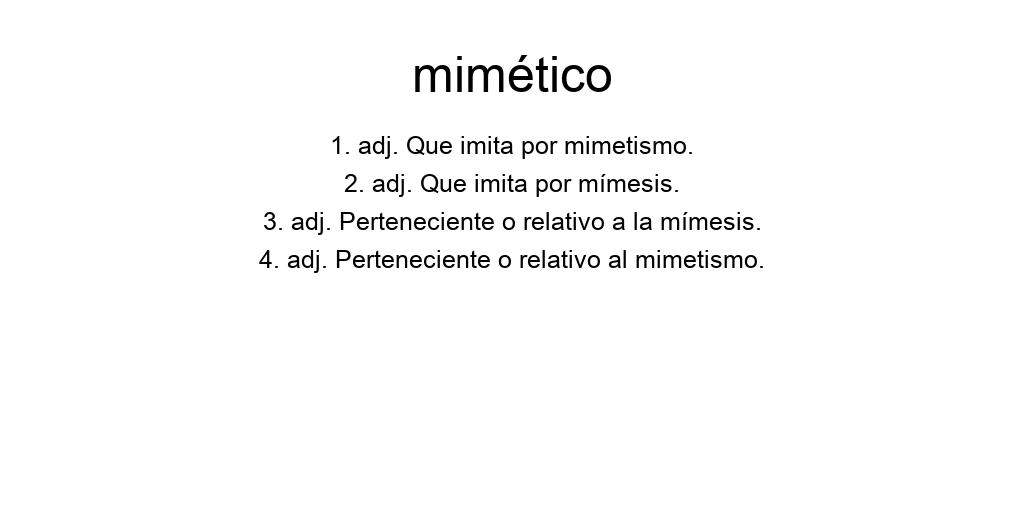 mimético
1. adj. Que imita por mimetismo.
2. adj. Que imita por mímesis.
3. adj. Perteneciente o relativo a la mímesis.
4. adj. Perteneciente o relativo al mimetismo.